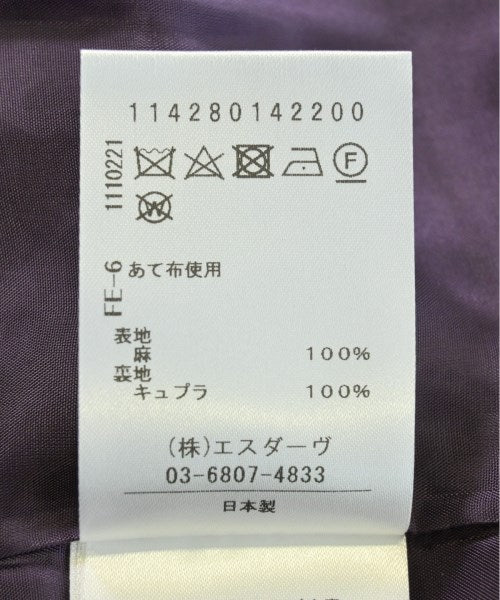 114280142200
1110221
F
W
FE-6
あて布使用
表地
麻 100%
裏地
キュプラ 100%
(株)エスダーヴ
03-6807-4833
日本製